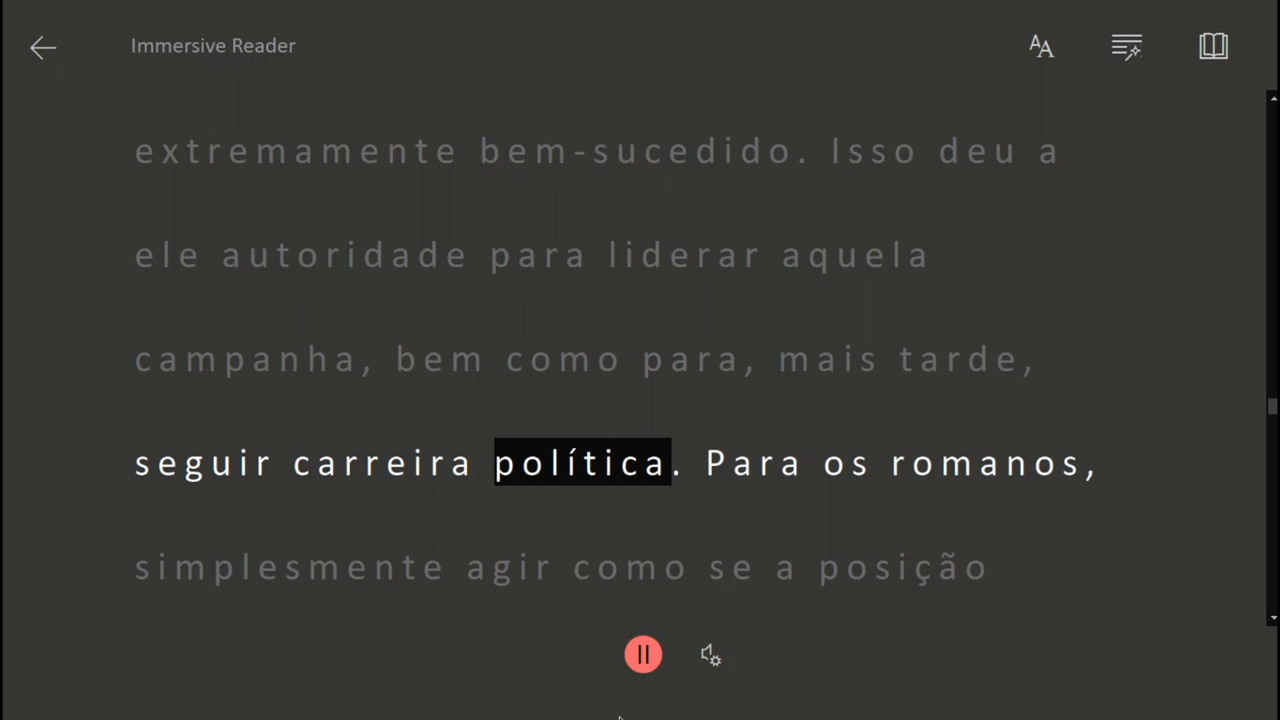 Immersive Reader
extremamente bem-sucedido. Isso deu a
ele autoridade para liderar aquela
campanha, bem como para, mais tarde,
seguir carreira política. Para os romanos,
simplesmente agir como se a posição